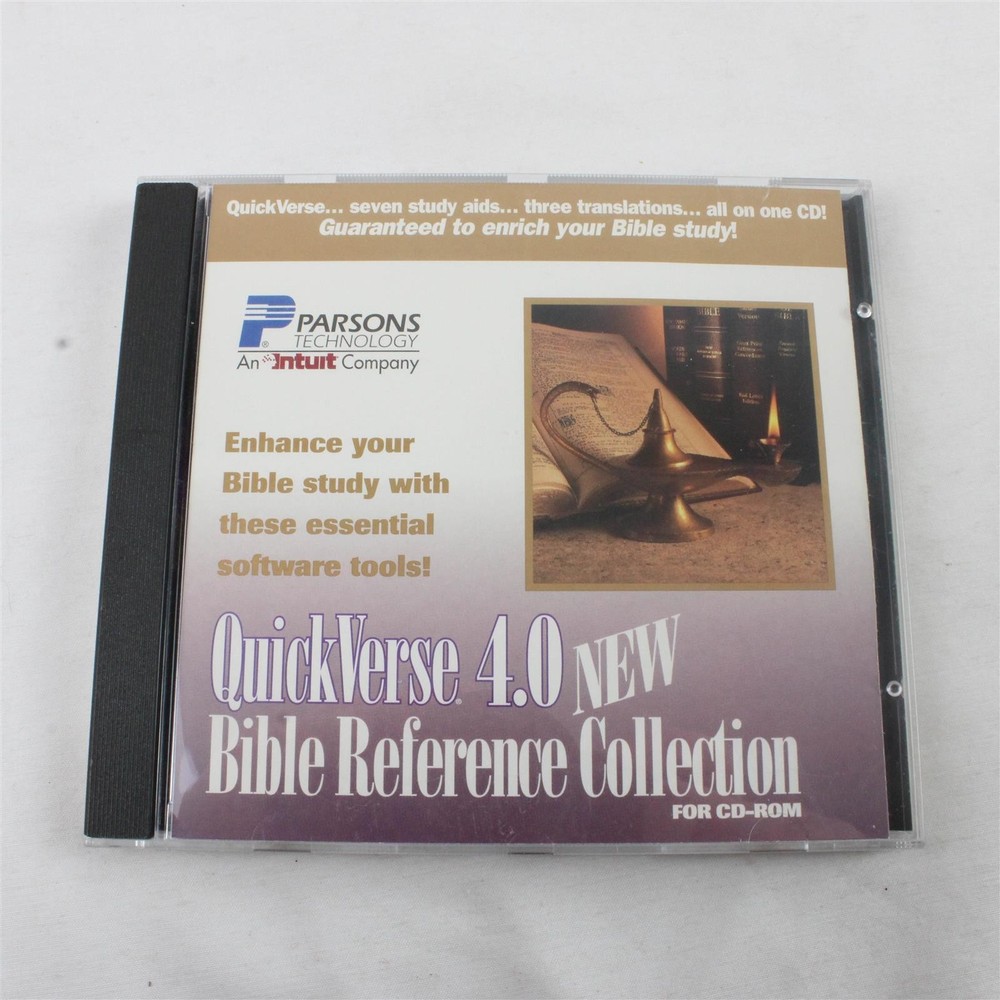 QuickVerse... seven study aids... three translations... all on one CD!
Guaranteed to enrich your Bible study!
P®
PARSONS
TECHNOLOGY
An Intuit Company
Enhance your
Bible study with
these essential
software tools!
BIBLE
QuickVerse® 4.0 NEW
Bible Reference Collection
FOR CD-ROM